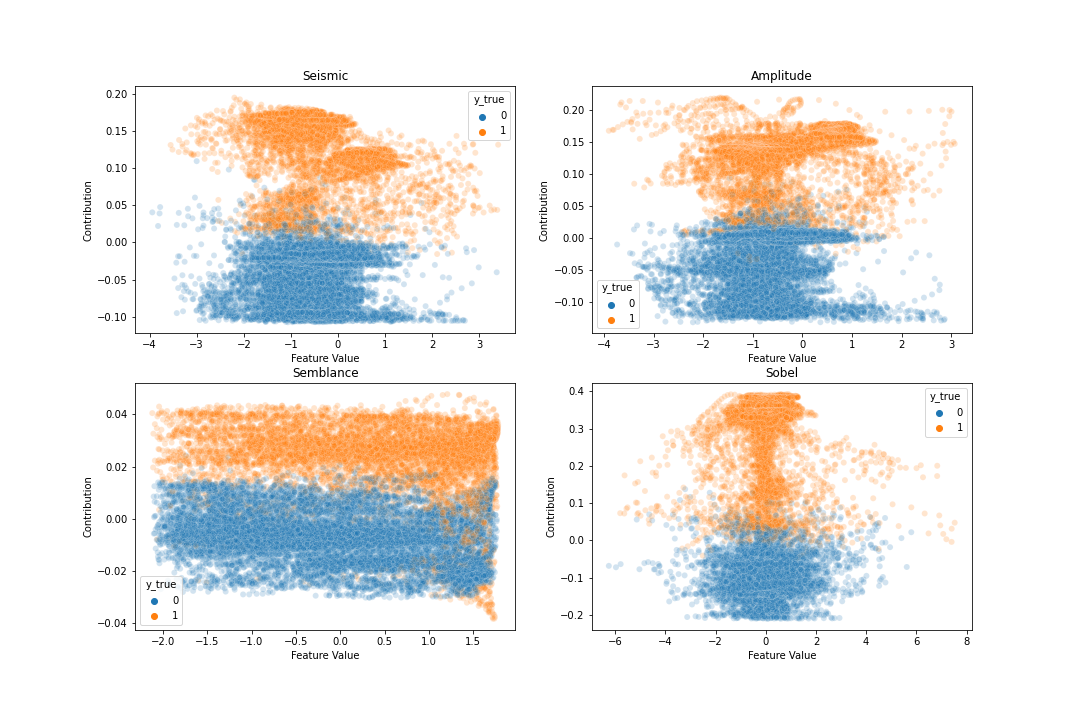 Seismic
0.20
0.15
0.10
0.05
0.00
−0.05
−0.10
Contribution
y_true
0
1
−4 −3 −2 −1 0 1 2 3
Feature Value
Amplitude
0.20
0.15
0.10
0.05
0.00
−0.05
−0.10
Contribution
y_true
0
1
−4 −3 −2 −1 0 1 2 3
Feature Value
Semblance
0.04
0.02
0.00
−0.02
−0.04
Contribution
y_true
0
1
−2.0 −1.5 −1.0 −0.5 0.0 0.5 1.0 1.5
Feature Value
Sobel
0.4
0.3
0.2
0.1
0.0
−0.1
−0.2
Contribution
y_true
0
1
−6 −4 −2 0 2 4 6 8
Feature Value